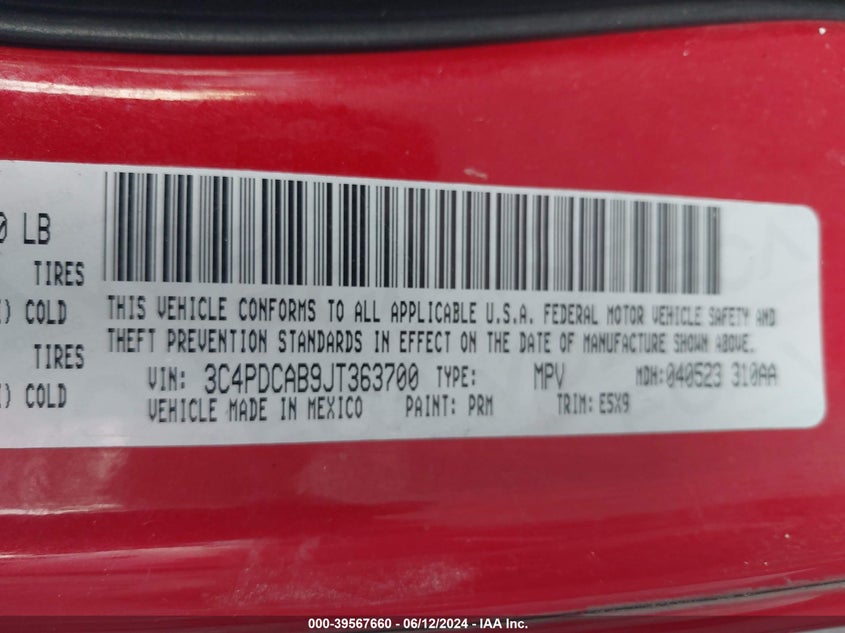 0 LB
TIRES
) COLD
TIRES
) COLD
THIS VEHICLE CONFORMS TO ALL APPLICABLE U.S.A. FEDERAL MOTOR VEHICLE SAFETY AND
THEFT PREVENTION STANDARDS IN EFFECT ON THE DATE OF MANUFACTURE SHOWN ABOVE.
VIN: 3C4PDCAB9JT363700 TYPE: MPV MDH:040523 310AA
VEHICLE MADE IN MEXICO PAINT: PRM TRIM: E5X9
000-39567660 - 06/12/2024 - IAA Inc.